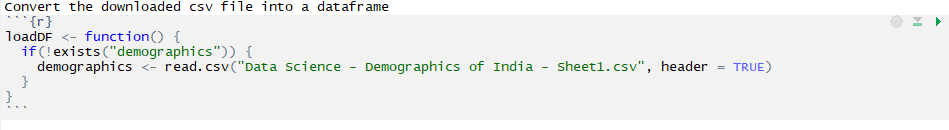 Convert the downloaded csv file into a dataframe
```{r}
loadDF <- function() {
  if(!exists("demographics")) {
    demographics <- read.csv("Data Science - Demographics of India - Sheet1.csv", header = TRUE)
  }
}
```